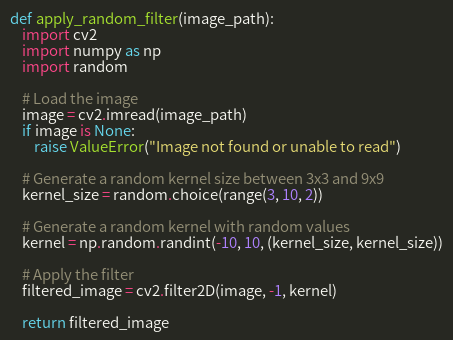 def apply_random_filter(image_path):
    import cv2
    import numpy as np
    import random

    # Load the image
    image = cv2.imread(image_path)
    if image is None:
        raise ValueError("Image not found or unable to read")

    # Generate a random kernel size between 3x3 and 9x9
    kernel_size = random.choice(range(3, 10, 2))

    # Generate a random kernel with random values
    kernel = np.random.randint(-10, 10, (kernel_size, kernel_size))

    # Apply the filter
    filtered_image = cv2.filter2D(image, -1, kernel)

    return filtered_image